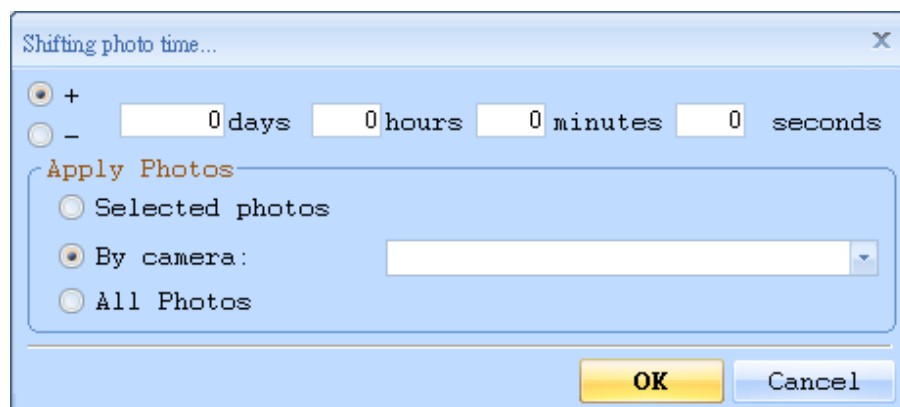 Shifting photo time...
+
0 days 0 hours 0 minutes 0 seconds
−
Apply Photos
Selected photos
By camera:
All Photos
OK Cancel